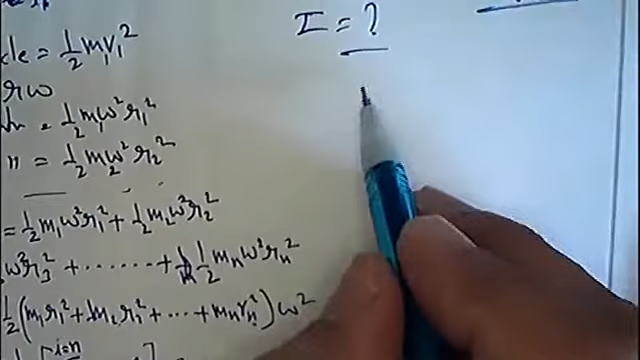 cle = 1/2 m₁v₁²
rω
= 1/2 m₁ω²r₁²
n = 1/2 m₂ω²r₂²
= 1/2 m₁ω²r₁² + 1/2 m₂ω²r₂²
ω²r₃² + ...... + 1/2 mₙω²rₙ²
1/2 (m₁r₁² + m₂r₂² + ... + mₙrₙ²) ω²
i=n
I = ?